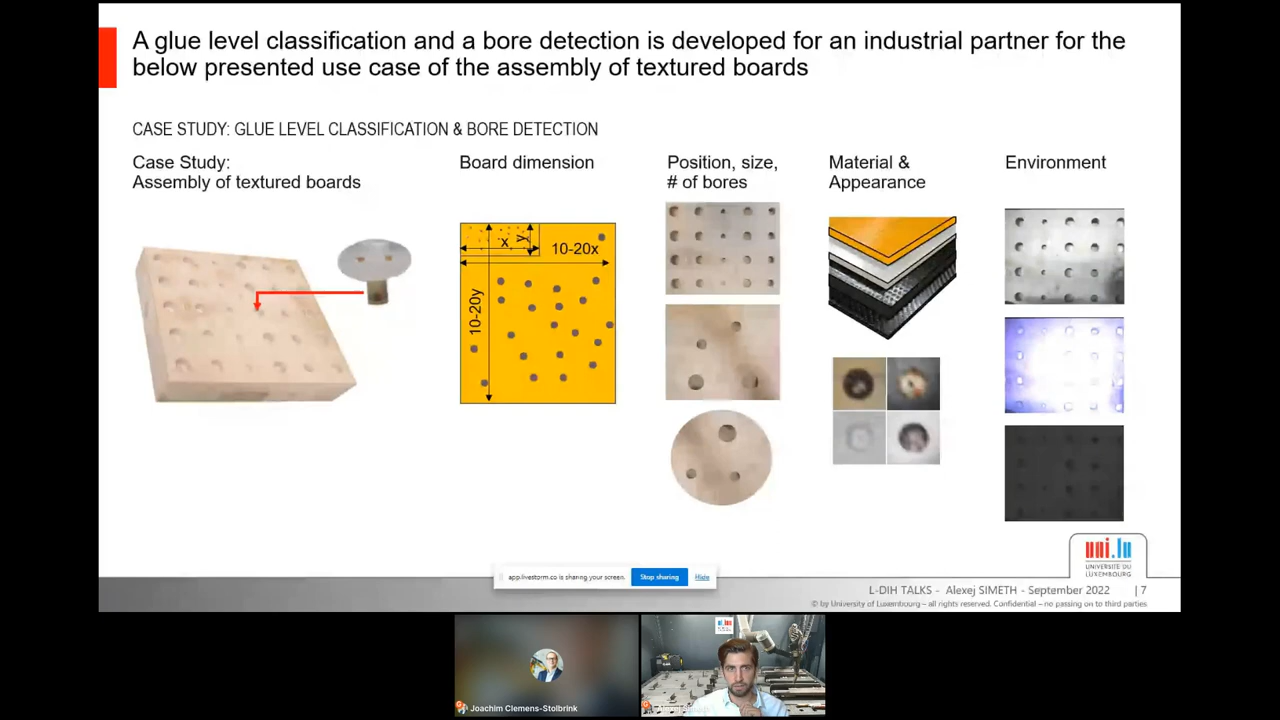 A glue level classification and a bore detection is developed for an industrial partner for the
below presented use case of the assembly of textured boards
CASE STUDY: GLUE LEVEL CLASSIFICATION & BORE DETECTION
Case Study:
Assembly of textured boards
Board dimension
Position, size,
# of bores
Material &
Appearance
Environment
x
y
10-20x
10-20y
app.livestorm.co is sharing your screen.
Stop sharing
Hide
uni.lu
UNIVERSITÉ DU
LUXEMBOURG
L-DIH TALKS - Alexej SIMETH - September 2022 | 7
© by University of Luxembourg – all rights reserved. Confidential – no passing on to third parties
Joachim Clemens-Stolbrink